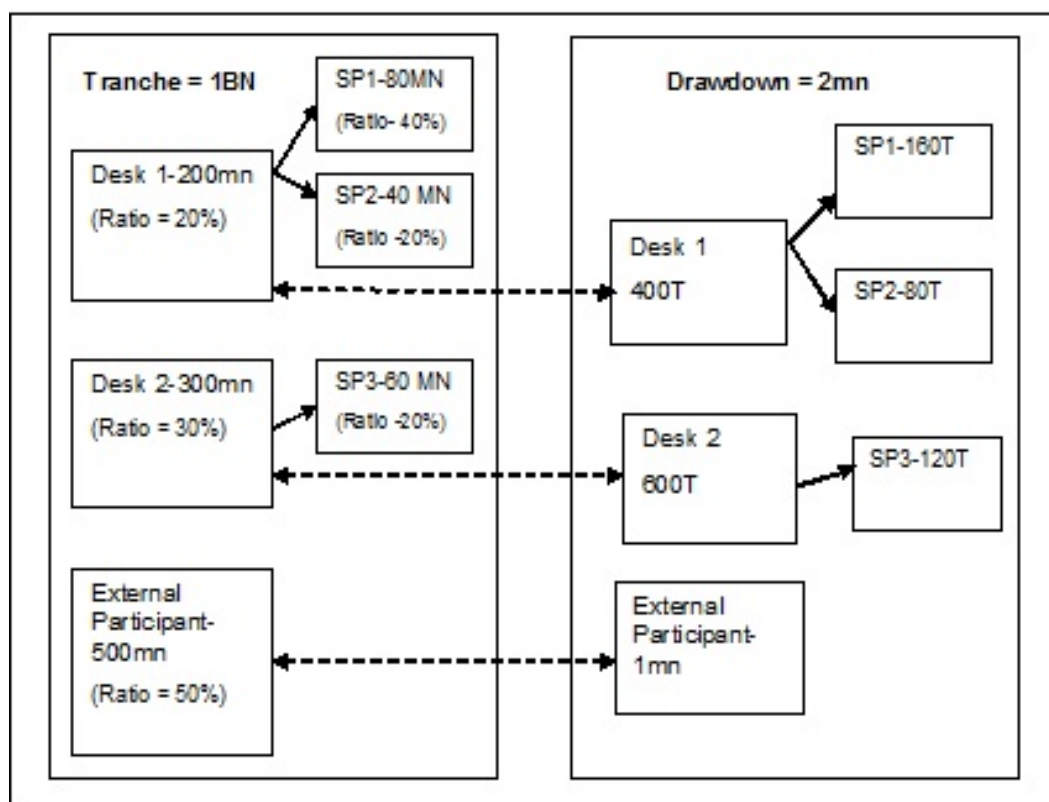 Tranche = 1BN
SP1-80MN
(Ratio- 40%)
Desk 1-200mn
(Ratio = 20%)
SP2-40 MN
(Ratio -20%)
Desk 2-300mn
(Ratio = 30%)
SP3-60 MN
(Ratio -20%)
External
Participant-
500mn
(Ratio = 50%)
Drawdown = 2mn
SP1-160T
Desk 1
400T
SP2-80T
Desk 2
600T
SP3-120T
External
Participant-
1mn